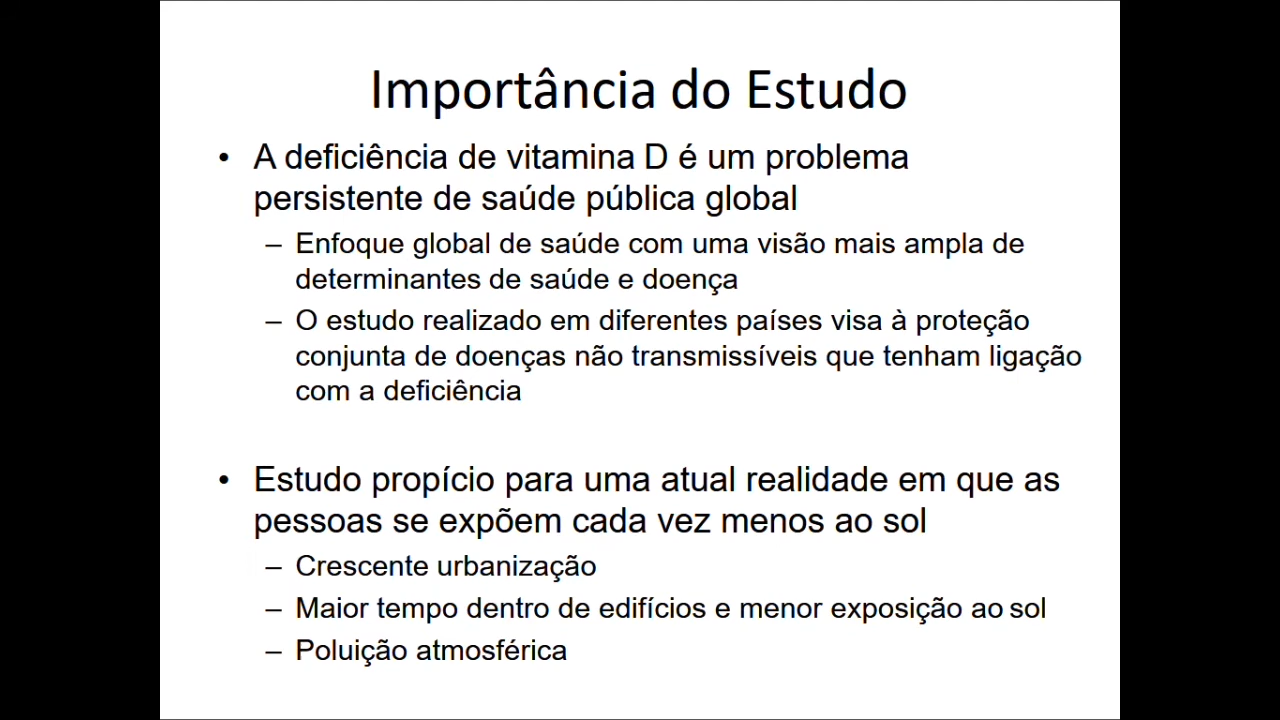 Importância do Estudo
• A deficiência de vitamina D é um problema
persistente de saúde pública global
– Enfoque global de saúde com uma visão mais ampla de
determinantes de saúde e doença
– O estudo realizado em diferentes países visa à proteção
conjunta de doenças não transmissíveis que tenham ligação
com a deficiência
• Estudo propício para uma atual realidade em que as
pessoas se expõem cada vez menos ao sol
– Crescente urbanização
– Maior tempo dentro de edifícios e menor exposição ao sol
– Poluição atmosférica